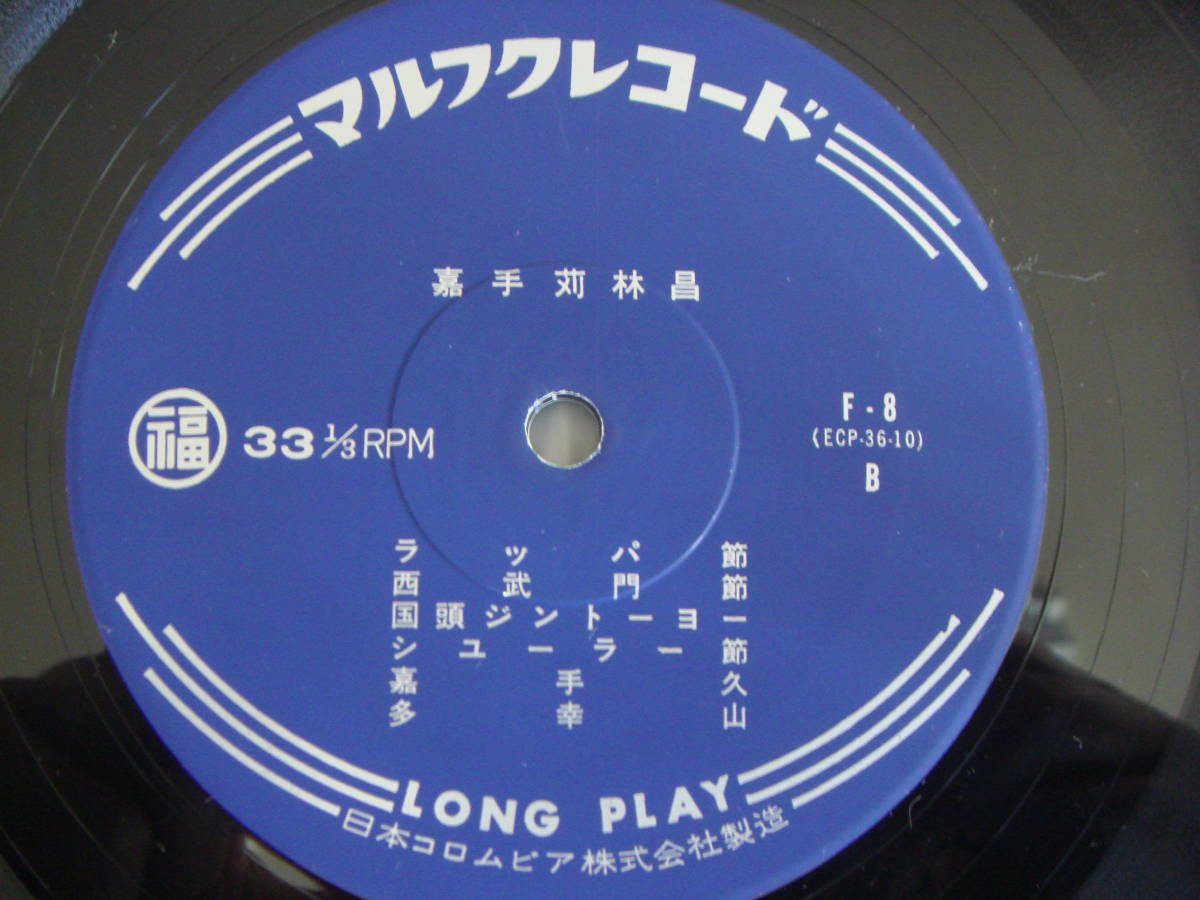 マルフクレコード
嘉手苅林昌
福 33 1/3 RPM
F-8
(ECP-36-10)
B
ラッパ節
西武門節
国頭ジントーヨー
シューラー節
嘉手久
多幸山
LONG PLAY
日本コロムビア株式会社製造